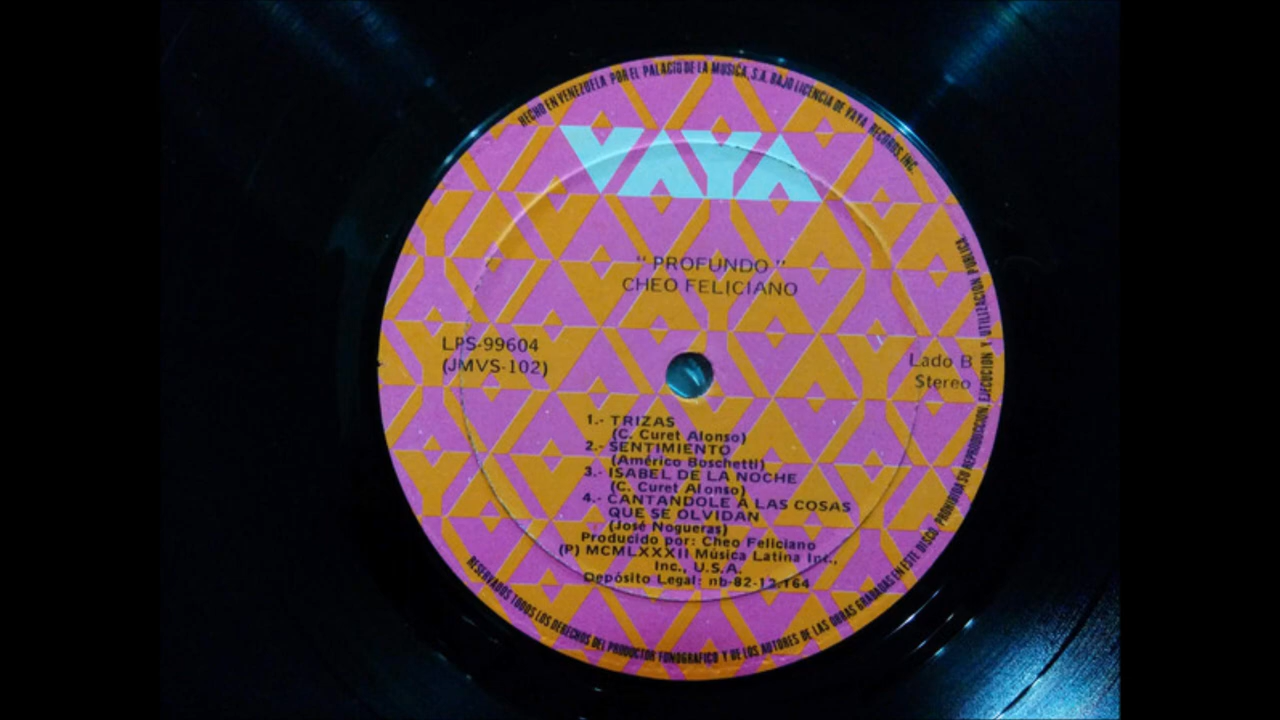 HECHO EN VENEZUELA POR EL PALACIO DE LA MUSICA, S.A. BAJO LICENCIA DE VAYA RECORDS, INC.
VAYA
" PROFUNDO "
CHEO FELICIANO
LPS-99604
(JMVS-102)
Lado B
Stereo
1.- TRIZAS
(C. Curet Alonso)
2.- SENTIMIENTO
(Américo Boschetti)
3.- ISABEL DE LA NOCHE
(C. Curet Alonso)
4.- CANTANDOLE A LAS COSAS
QUE SE OLVIDAN
(José Nogueras)
Producido por: Cheo Feliciano
(P) MCMLXXXII Música Latina Int.,
Inc., U.S.A.
Depósito Legal: nb-82-12.164
RESERVADOS TODOS LOS DERECHOS DEL PRODUCTOR FONOGRAFICO Y DE LOS AUTORES DE LAS OBRAS GRABADAS EN ESTE DISCO. PROHIBIDA SU REPRODUCCION, EJECUCION Y UTILIZACION PUBLICA.